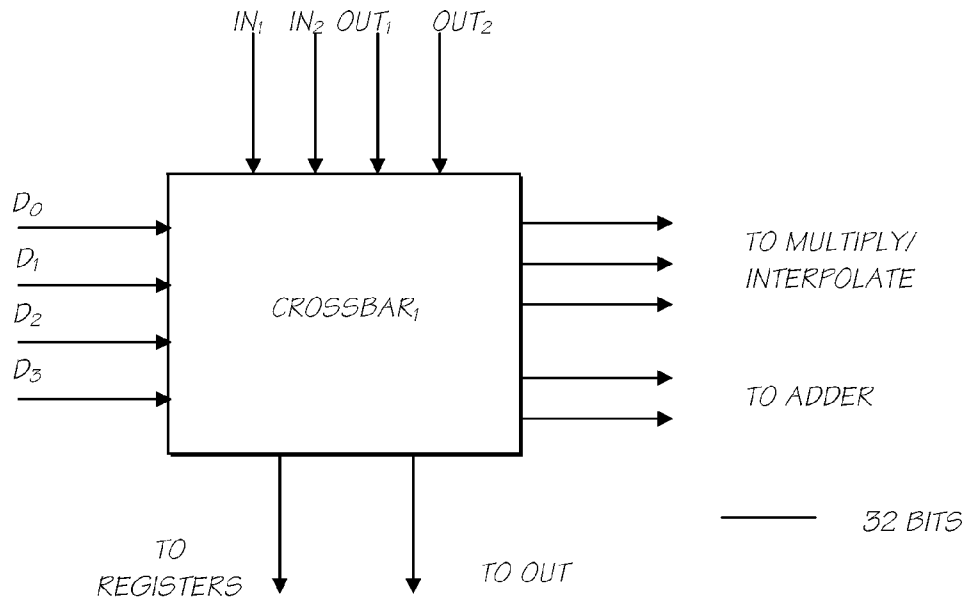 IN₁ IN₂ OUT₁ OUT₂
D₀
D₁
D₂
D₃
CROSSBAR₁
TO MULTIPLY/
INTERPOLATE
TO ADDER
32 BITS
TO
REGISTERS
TO OUT